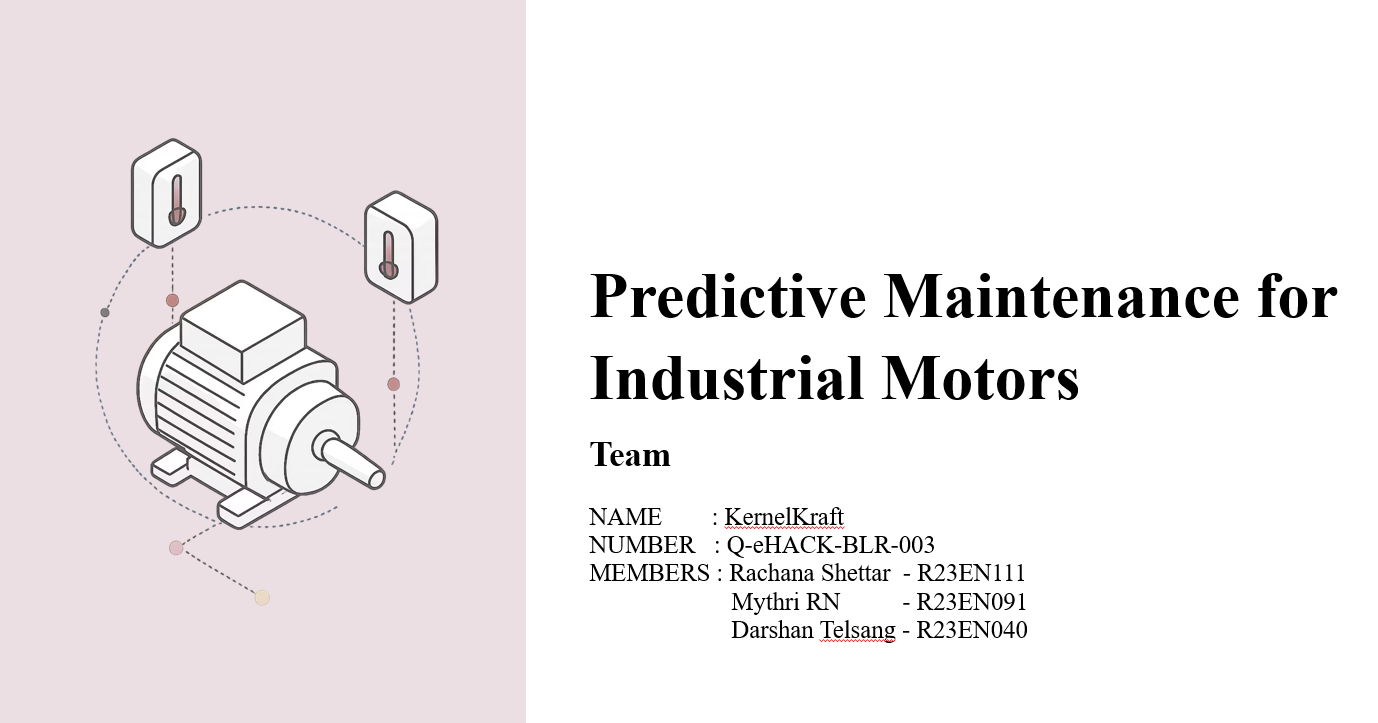 Predictive Maintenance for
Industrial Motors
Team
NAME : KernelKraft
NUMBER : Q-eHACK-BLR-003
MEMBERS : Rachana Shettar - R23EN111
Mythri RN - R23EN091
Darshan Telsang - R23EN040